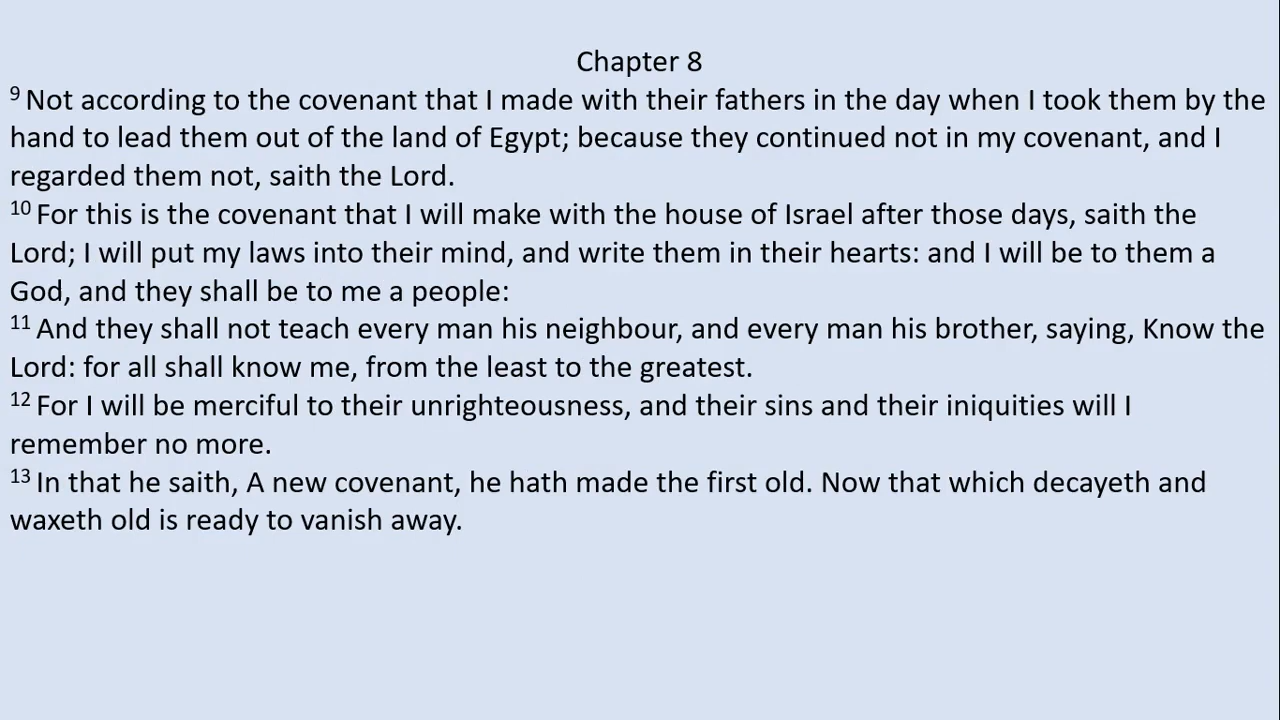 Chapter 8
9 Not according to the covenant that I made with their fathers in the day when I took them by the
hand to lead them out of the land of Egypt; because they continued not in my covenant, and I
regarded them not, saith the Lord.
10 For this is the covenant that I will make with the house of Israel after those days, saith the
Lord; I will put my laws into their mind, and write them in their hearts: and I will be to them a
God, and they shall be to me a people:
11 And they shall not teach every man his neighbour, and every man his brother, saying, Know the
Lord: for all shall know me, from the least to the greatest.
12 For I will be merciful to their unrighteousness, and their sins and their iniquities will I
remember no more.
13 In that he saith, A new covenant, he hath made the first old. Now that which decayeth and
waxeth old is ready to vanish away.